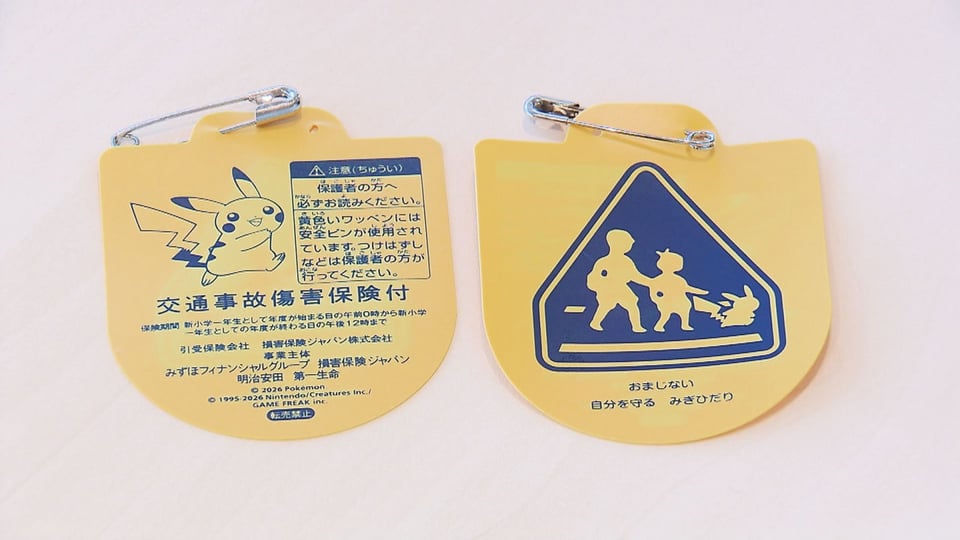 注意(ちゅうい)
保護者の方へ
必ずお読みください。
黄色いワッペンには
安全ピンが使用され
ています。つけはずし
などは保護者の方が
行ってください。
交通事故傷害保険付
保険期間 新小学一年生として年度が始まる日の午前0時から新小学
一年生としての年度が終わる日の午後12時まで
引受保険会社 損害保険ジャパン株式会社
事業主体
みずほフィナンシャルグループ 損害保険ジャパン
明治安田 第一生命
© 2026 Pokémon.
© 1995-2026 Nintendo/Creatures Inc./
GAME FREAK inc.
転売禁止
おまじない
自分を守る みぎひだり